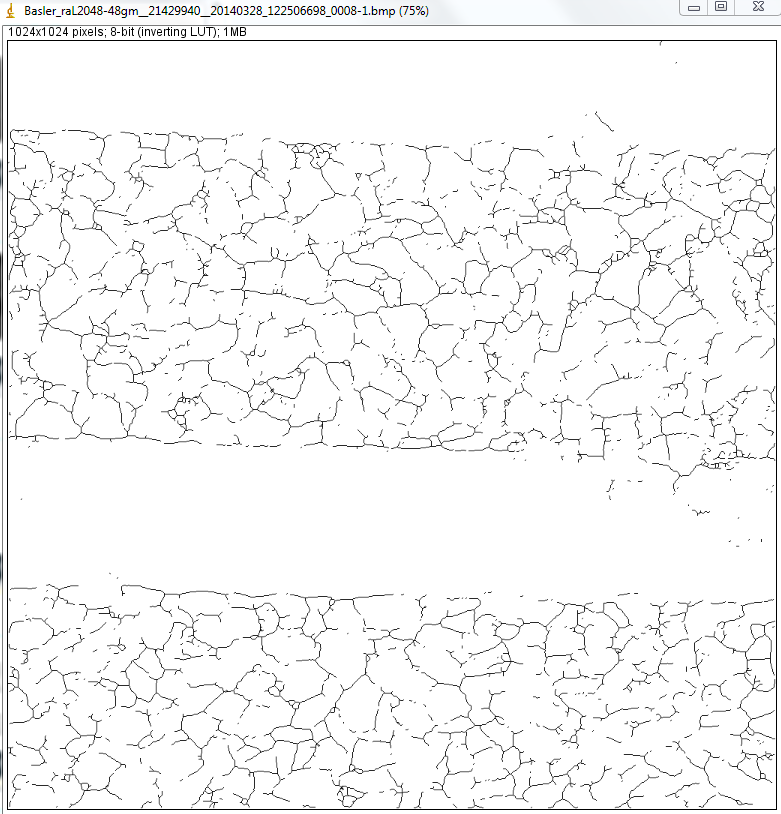 Basler_raL2048-48gm__21429940__20140328_122506698_0008-1.bmp (75%)
1024x1024 pixels; 8-bit (inverting LUT); 1MB